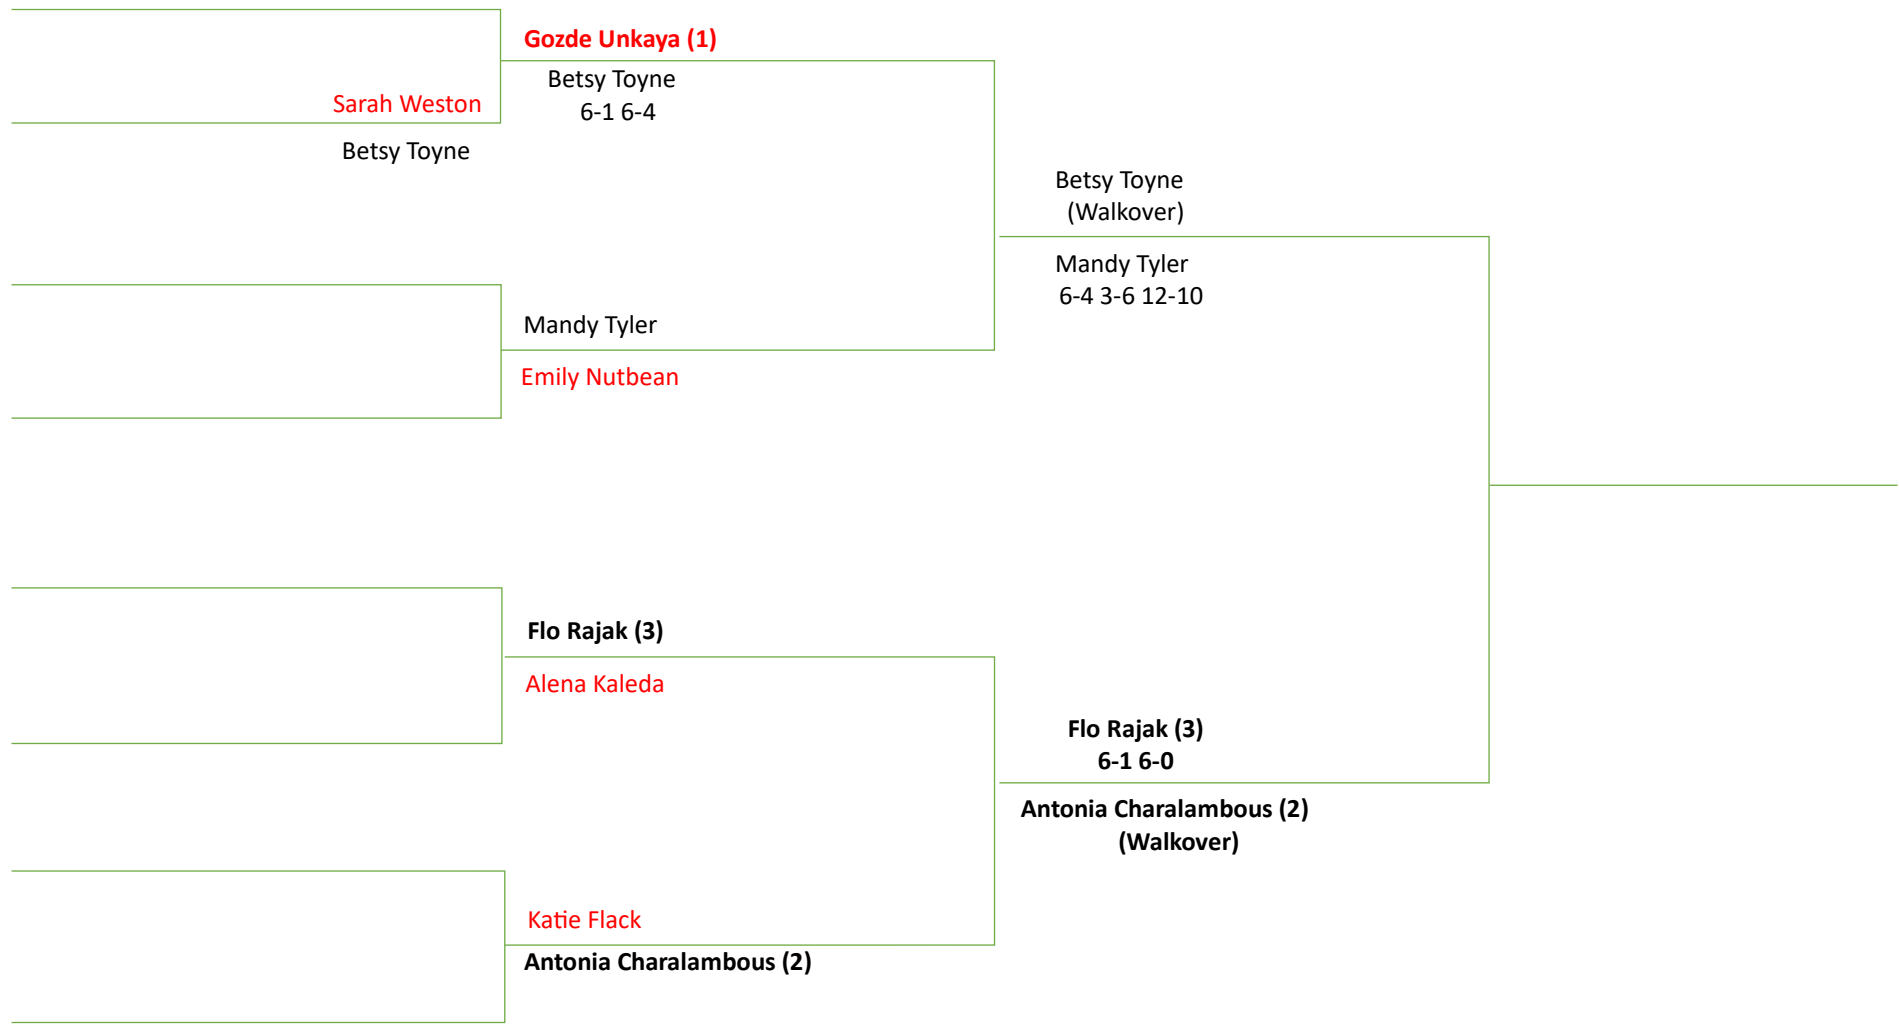 Gozde Unkaya (1)
Betsy Toyne
6-1 6-4
Sarah Weston
Betsy Toyne
Betsy Toyne
(Walkover)
Mandy Tyler
6-4 3-6 12-10
Mandy Tyler
Emily Nutbean
Flo Rajak (3)
Alena Kaleda
Flo Rajak (3)
6-1 6-0
Antonia Charalambous (2)
(Walkover)
Katie Flack
Antonia Charalambous (2)